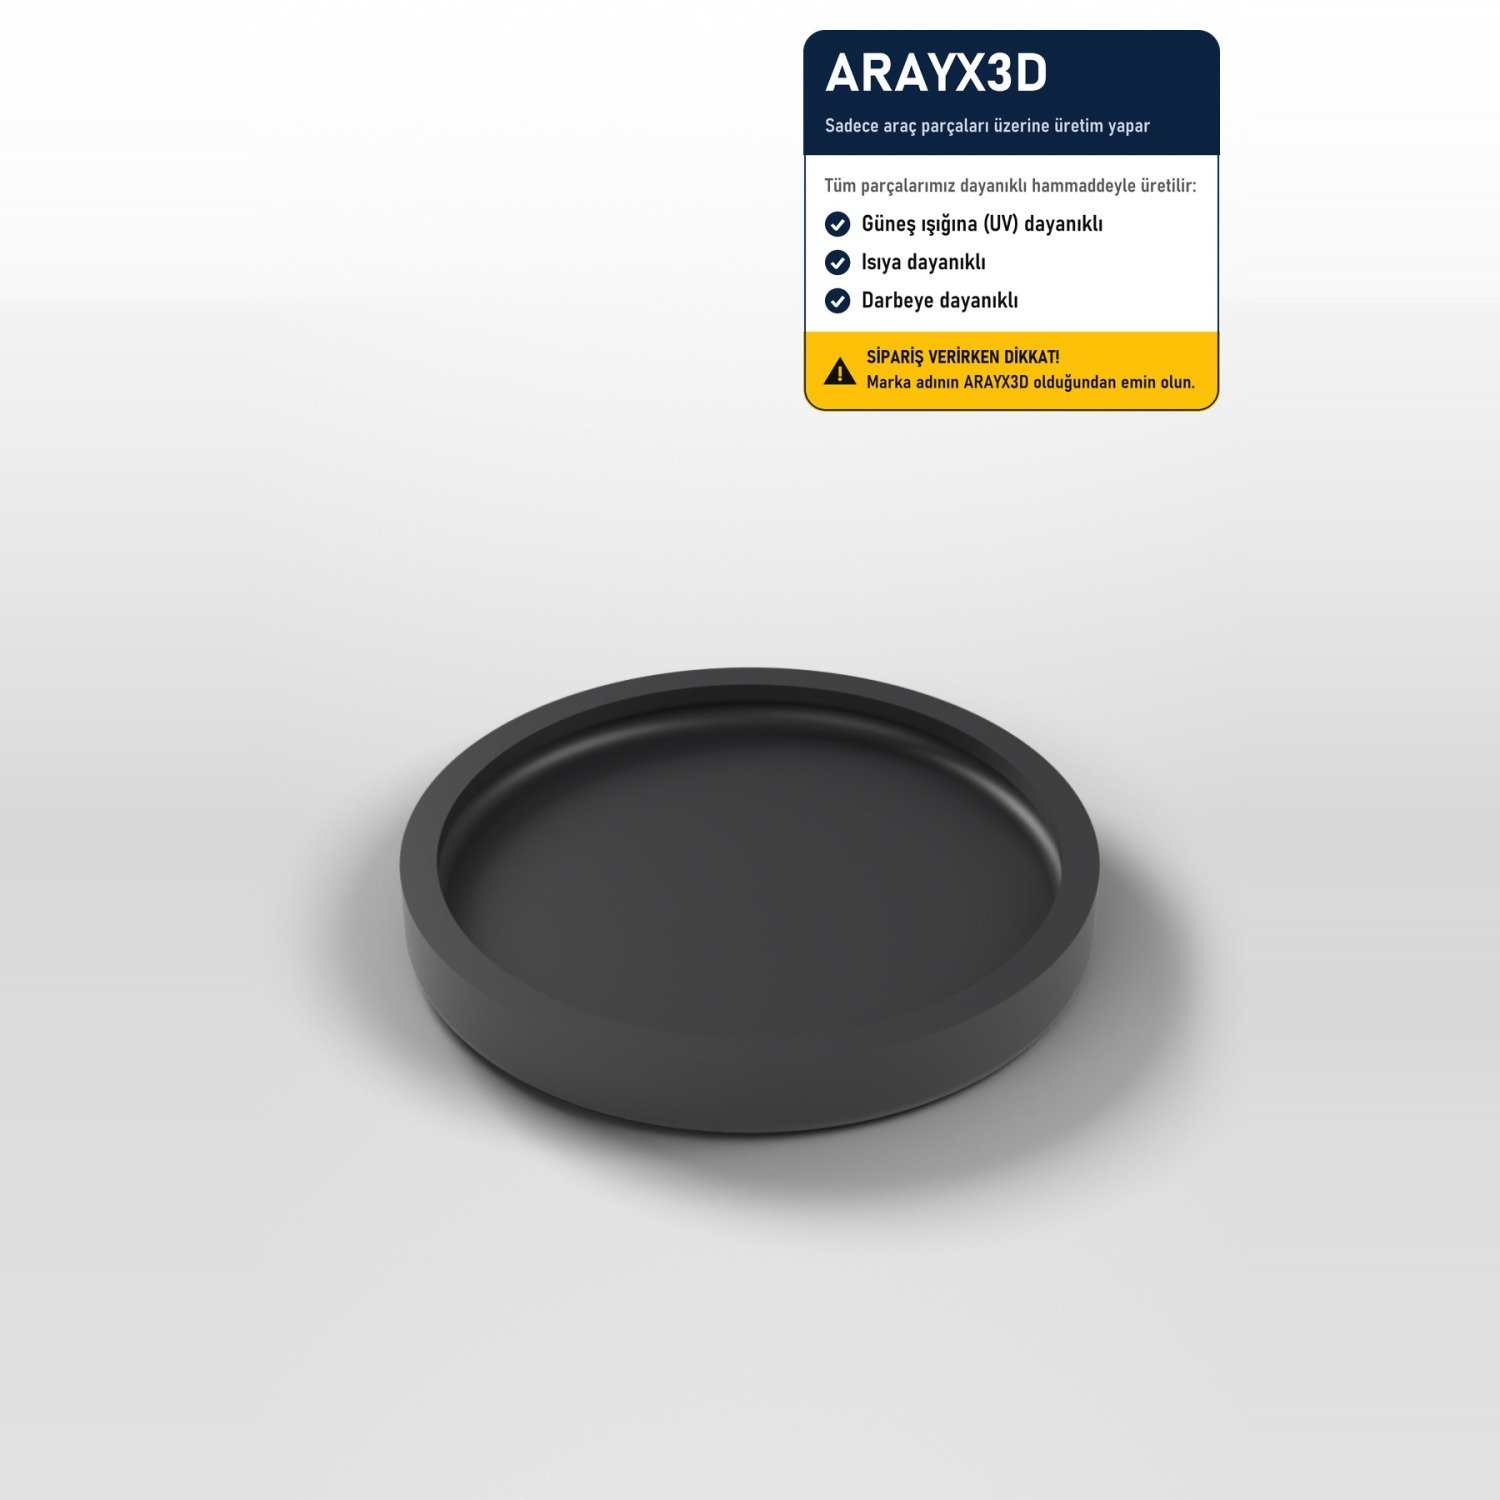 ARAYX3D
Sadece araç parçaları üzerine üretim yapar
Tüm parçalarımız dayanıklı hammaddeyle üretilir:
Güneş ışığına (UV) dayanıklı
Isıya dayanıklı
Darbeye dayanıklı
SİPARİŞ VERİRKEN DİKKAT!
Marka adının ARAYX3D olduğundan emin olun.